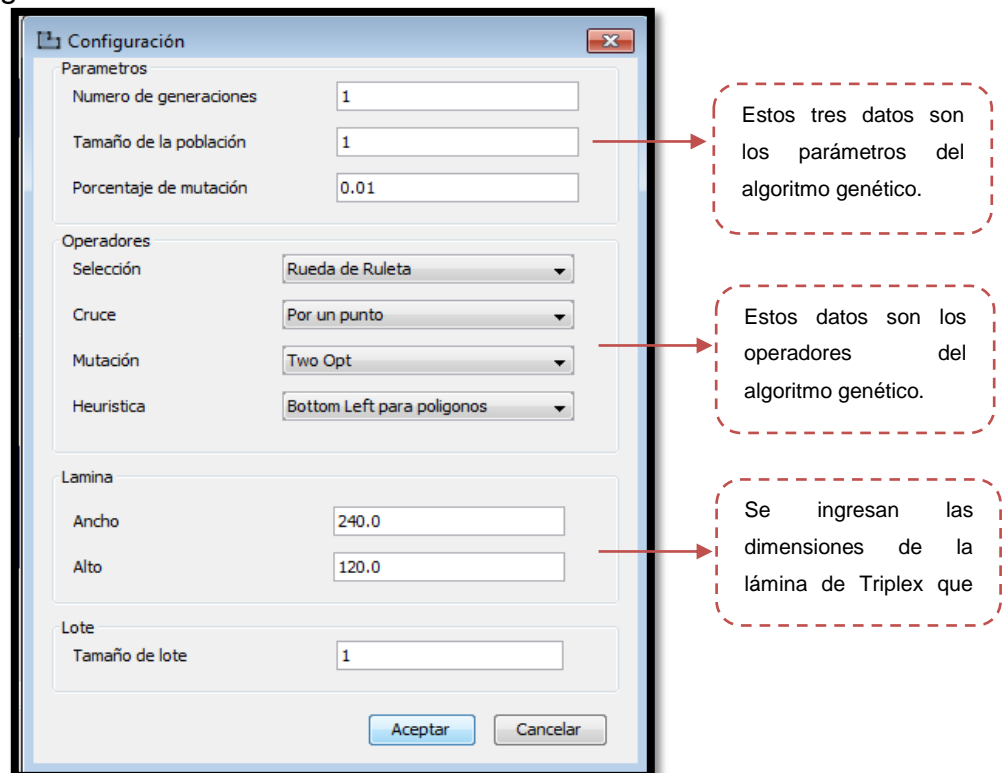 Configuración
Parametros
Numero de generaciones 1
Tamaño de la población 1
Porcentaje de mutación 0.01
Operadores
Selección Rueda de Ruleta
Cruce Por un punto
Mutación Two Opt
Heuristica Bottom Left para poligonos
Lamina
Ancho 240.0
Alto 120.0
Lote
Tamaño de lote 1
Aceptar Cancelar
Estos tres datos son
los parámetros del
algoritmo genético.
Estos datos son los
operadores del
algoritmo genético.
Se ingresan las
dimensiones de la
lámina de Triplex que